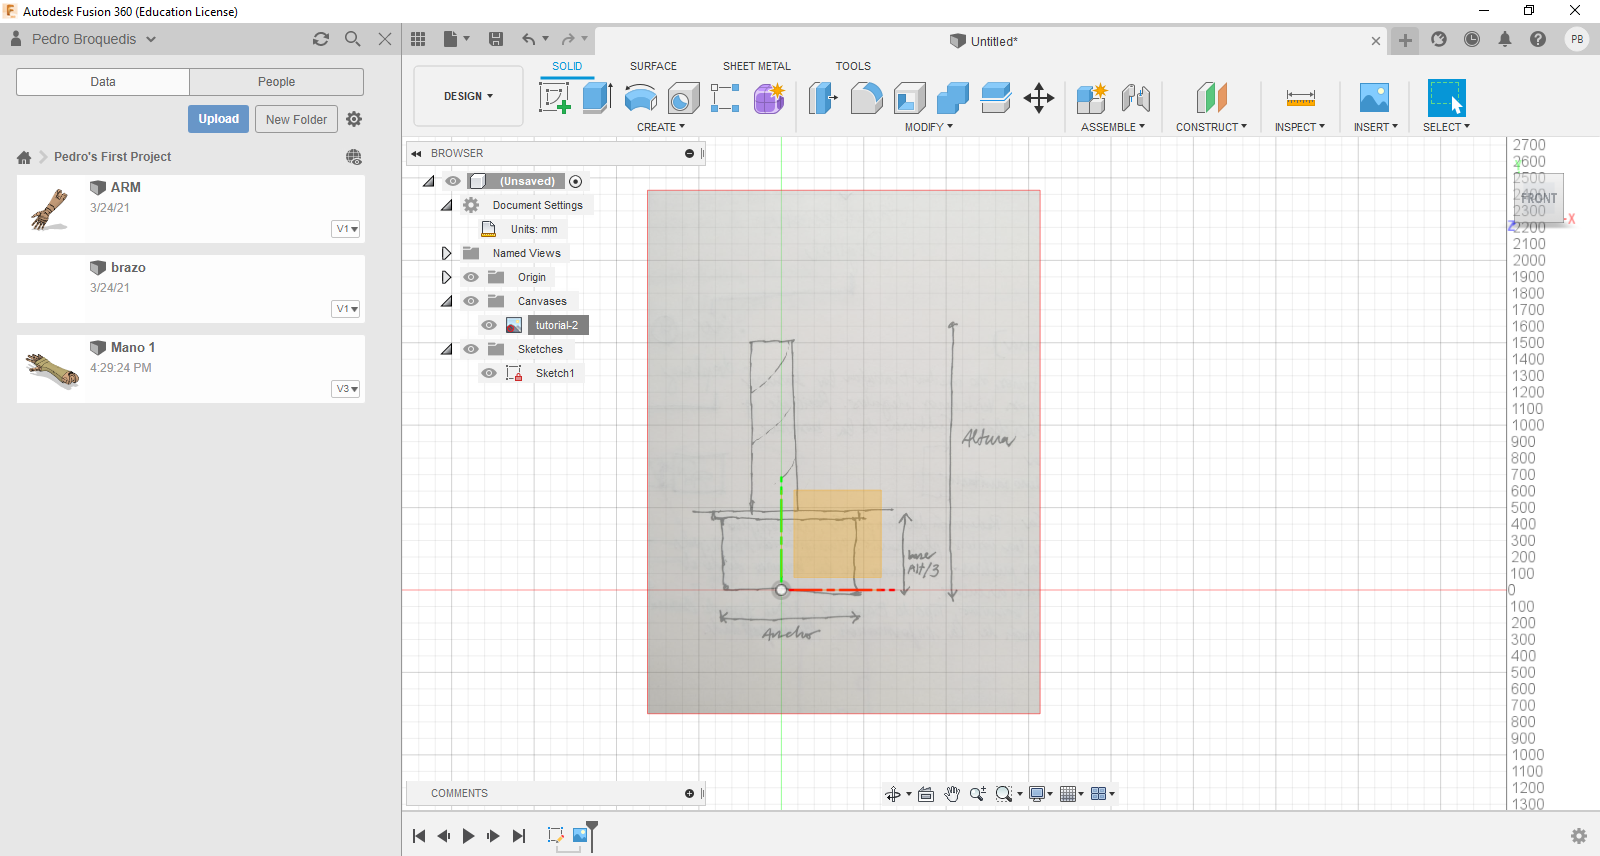 Autodesk Fusion 360 (Education License)
Pedro Broquedis
Untitled*
PB
Data
People
Upload
New Folder
Pedro's First Project
ARM
3/24/21
V1
brazo
3/24/21
V1
Mano 1
4:29:24 PM
V3
SOLID
SURFACE
SHEET METAL
TOOLS
DESIGN
CREATE
MODIFY
ASSEMBLE
CONSTRUCT
INSPECT
INSERT
SELECT
BROWSER
(Unsaved)
Document Settings
Units: mm
Named Views
Origin
Canvases
tutorial-2
Sketches
Sketch1
Altura
base
Alt/3
Ancho
FRONT
X
Z
2700
2600
2500
2400
2300
2200
2100
2000
1900
1800
1700
1600
1500
1400
1300
1200
1100
1000
900
800
700
600
500
400
300
200
100
0
100
200
300
400
500
600
700
800
900
1000
1100
1200
1300
COMMENTS